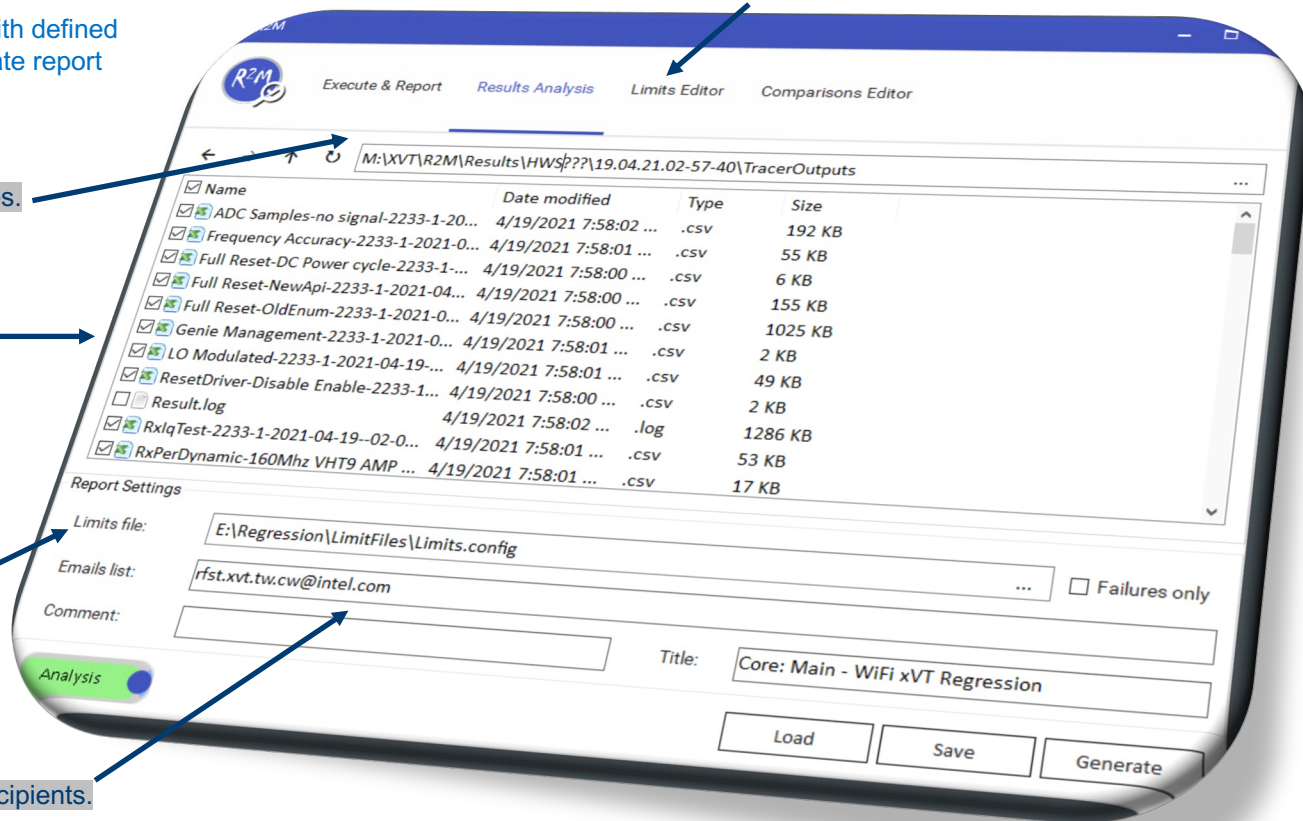 ith defined
ate report
R2M
R²M
Execute & Report Results Analysis Limits Editor Comparisons Editor
M:\XVT\R2M\Results\HWS???\19.04.21.02-57-40\TracerOutputs ...
s.
Name Date modified Type Size
ADC Samples-no signal-2233-1-20... 4/19/2021 7:58:02 ... .csv 192 KB
Frequency Accuracy-2233-1-2021-0... 4/19/2021 7:58:01 ... .csv 55 KB
Full Reset-DC Power cycle-2233-1-... 4/19/2021 7:58:00 ... .csv 6 KB
Full Reset-NewApi-2233-1-2021-04... 4/19/2021 7:58:00 ... .csv 155 KB
Full Reset-OldEnum-2233-1-2021-0... 4/19/2021 7:58:00 ... .csv 1025 KB
Genie Management-2233-1-2021-0... 4/19/2021 7:58:01 ... .csv 2 KB
LO Modulated-2233-1-2021-04-19-... 4/19/2021 7:58:01 ... .csv 49 KB
ResetDriver-Disable Enable-2233-1... 4/19/2021 7:58:00 ... .csv 2 KB
Result.log 4/19/2021 7:58:02 ... .log 1286 KB
RxIqTest-2233-1-2021-04-19--02-0... 4/19/2021 7:58:01 ... .csv 53 KB
RxPerDynamic-160Mhz VHT9 AMP ... 4/19/2021 7:58:01 ... .csv 17 KB
Report Settings
Limits file: E:\Regression\LimitFiles\Limits.config ... Failures only
Emails list: rfst.xvt.tw.cw@intel.com
Comment: Title: Core: Main - WiFi xVT Regression
Analysis
Load Save Generate
cipients.